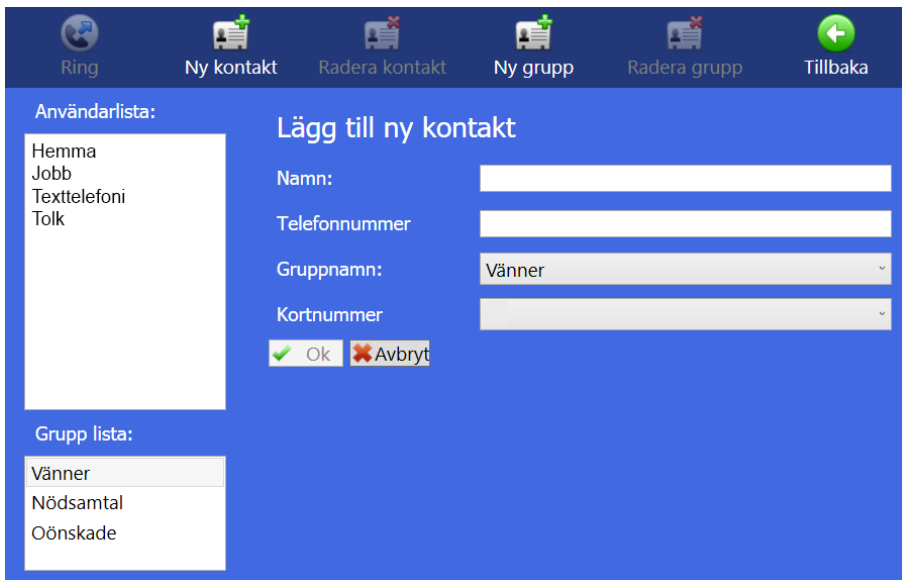 Ring Ny kontakt Radera kontakt Ny grupp Radera grupp Tillbaka
Användarlista:
Hemma
Jobb
Texttelefoni
Tolk
Grupp lista:
Vänner
Nödsamtal
Oönskade
Lägg till ny kontakt
Namn:
Telefonnummer
Gruppnamn: Vänner
Kortnummer
Ok Avbryt